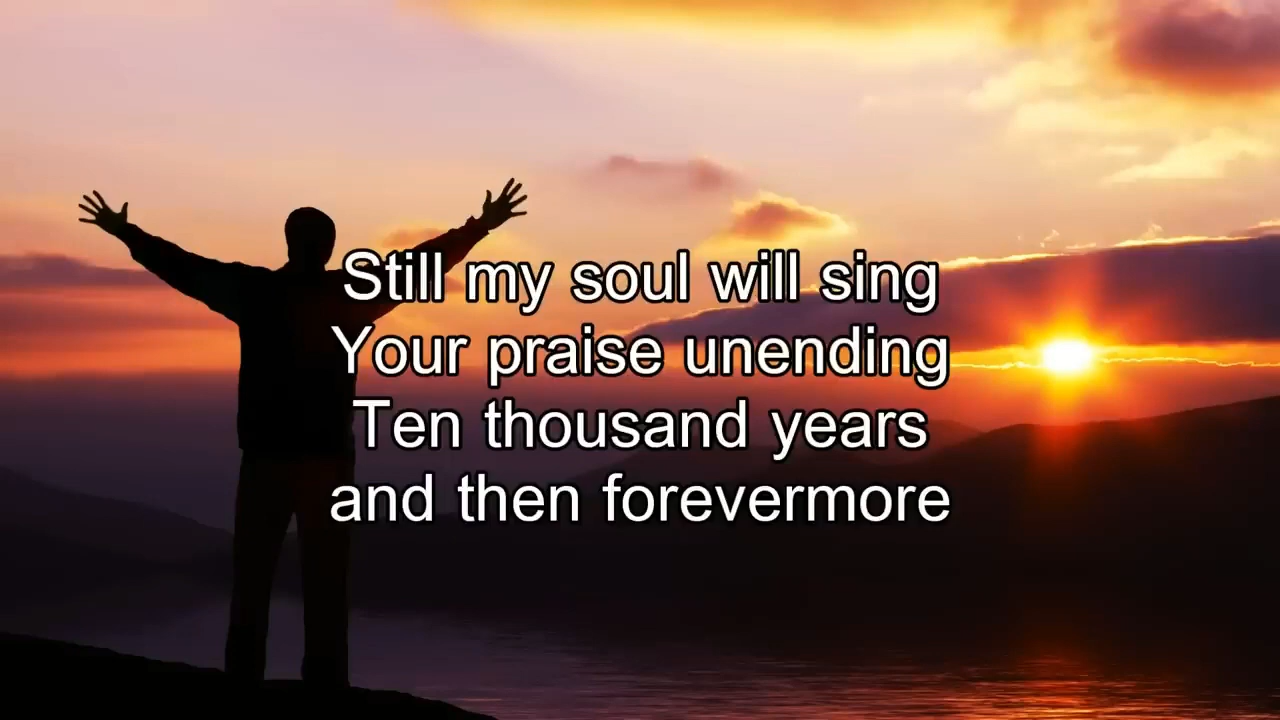 Still my soul will sing
Your praise unending
Ten thousand years
and then forevermore